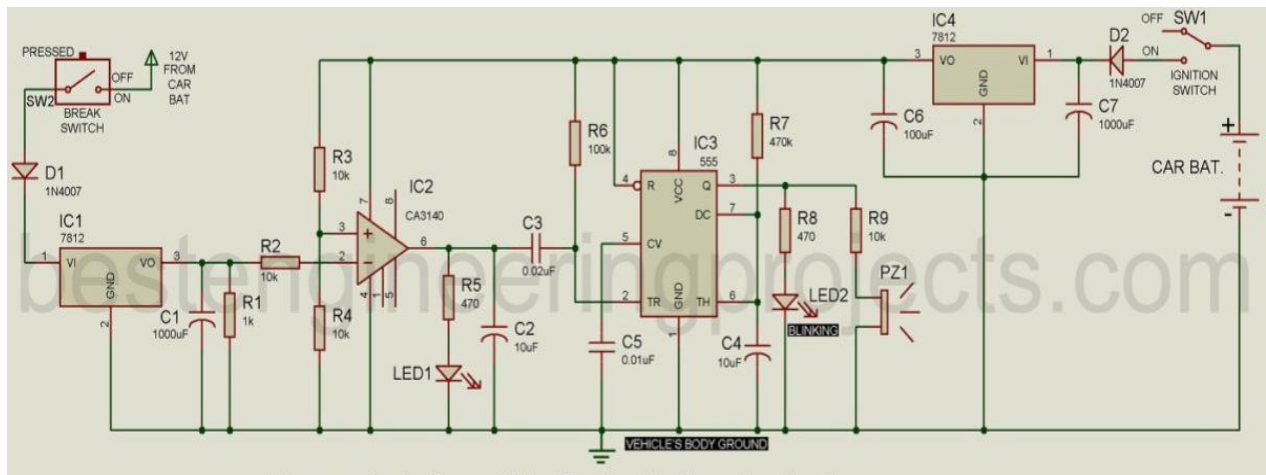 PRESSED
SW2
OFF
ON
BREAK
SWITCH
12V
FROM
CAR
BAT
D1
1N4007
IC1
7812
1
VI
VO
3
GND
2
C1
1000uF
R1
1k
R2
10k
R3
10k
R4
10k
IC2
CA3140
7
8
3
+
2
6
4
1
5
R5
470
LED1
C2
10uF
C3
0.02uF
R6
100k
IC3
555
8
VCC
4
R
Q
3
DC
7
5
CV
2
TR
GND
TH
6
1
C5
0.01uF
R7
470k
C4
10uF
R8
470
LED2
BLINKING
R9
10k
PZ1
C6
100uF
IC4
7812
3
VO
VI
1
GND
2
C7
1000uF
D2
1N4007
OFF
SW1
ON
IGNITION
SWITCH
+
CAR BAT.
-
VEHICLE'S BODY GROUND
bestengineeringprojects.com